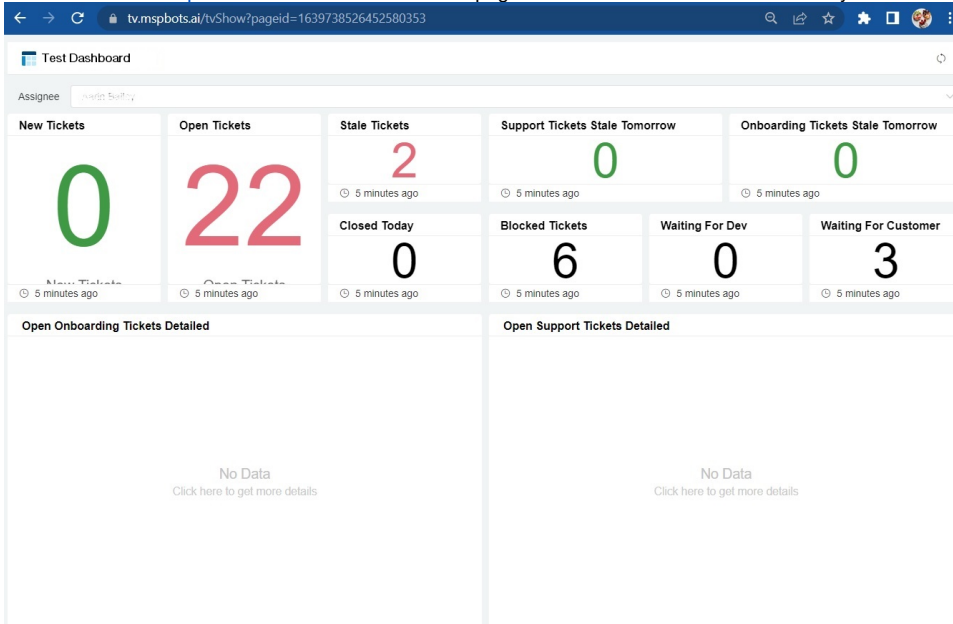 tv.mspbots.ai/tvShow?pageid=1639738526452580353
Test Dashboard
Assignee
New Tickets
0
New Tickets
5 minutes ago
Open Tickets
22
Open Tickets
5 minutes ago
Stale Tickets
2
5 minutes ago
Support Tickets Stale Tomorrow
0
5 minutes ago
Onboarding Tickets Stale Tomorrow
0
5 minutes ago
Closed Today
0
5 minutes ago
Blocked Tickets
6
5 minutes ago
Waiting For Dev
0
5 minutes ago
Waiting For Customer
3
5 minutes ago
Open Onboarding Tickets Detailed
No Data
Click here to get more details
Open Support Tickets Detailed
No Data
Click here to get more details